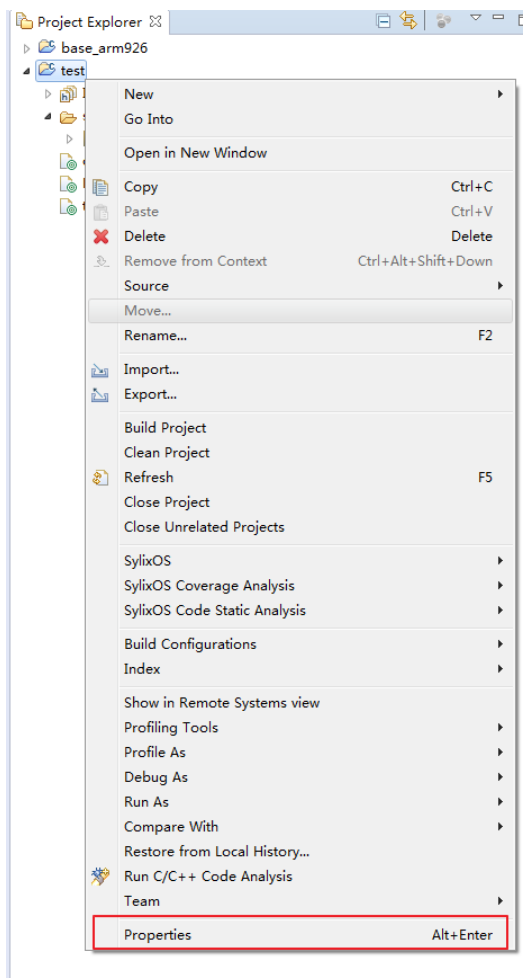 Project Explorer
base_arm926
test
New
Go Into
Open in New Window
Copy Ctrl+C
Paste Ctrl+V
Delete Delete
Remove from Context Ctrl+Alt+Shift+Down
Source
Move...
Rename... F2
Import...
Export...
Build Project
Clean Project
Refresh F5
Close Project
Close Unrelated Projects
SylixOS
SylixOS Coverage Analysis
SylixOS Code Static Analysis
Build Configurations
Index
Show in Remote Systems view
Profiling Tools
Profile As
Debug As
Run As
Compare With
Restore from Local History...
Run C/C++ Code Analysis
Team
Properties Alt+Enter